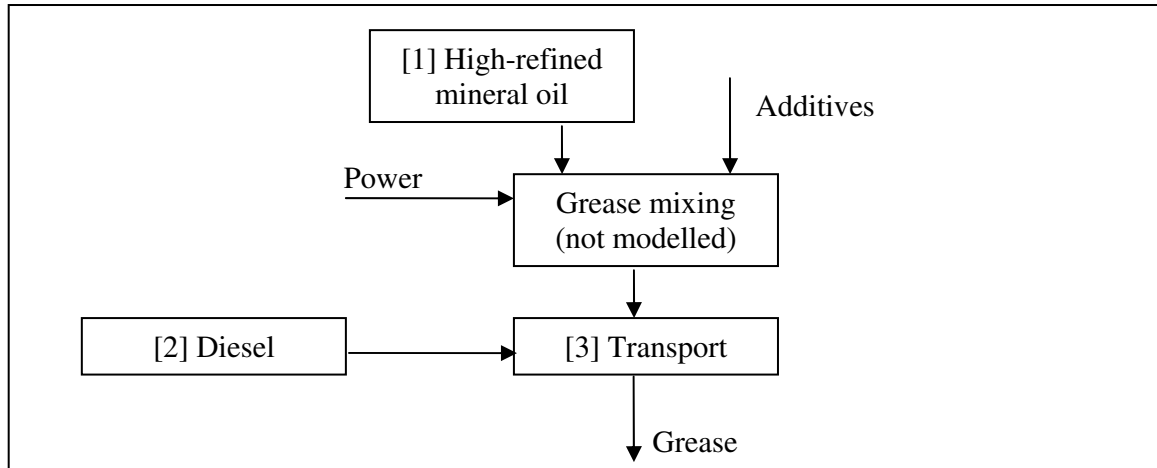 [1] High-refined
mineral oil
Additives
Power
Grease mixing
(not modelled)
[2] Diesel
[3] Transport
Grease